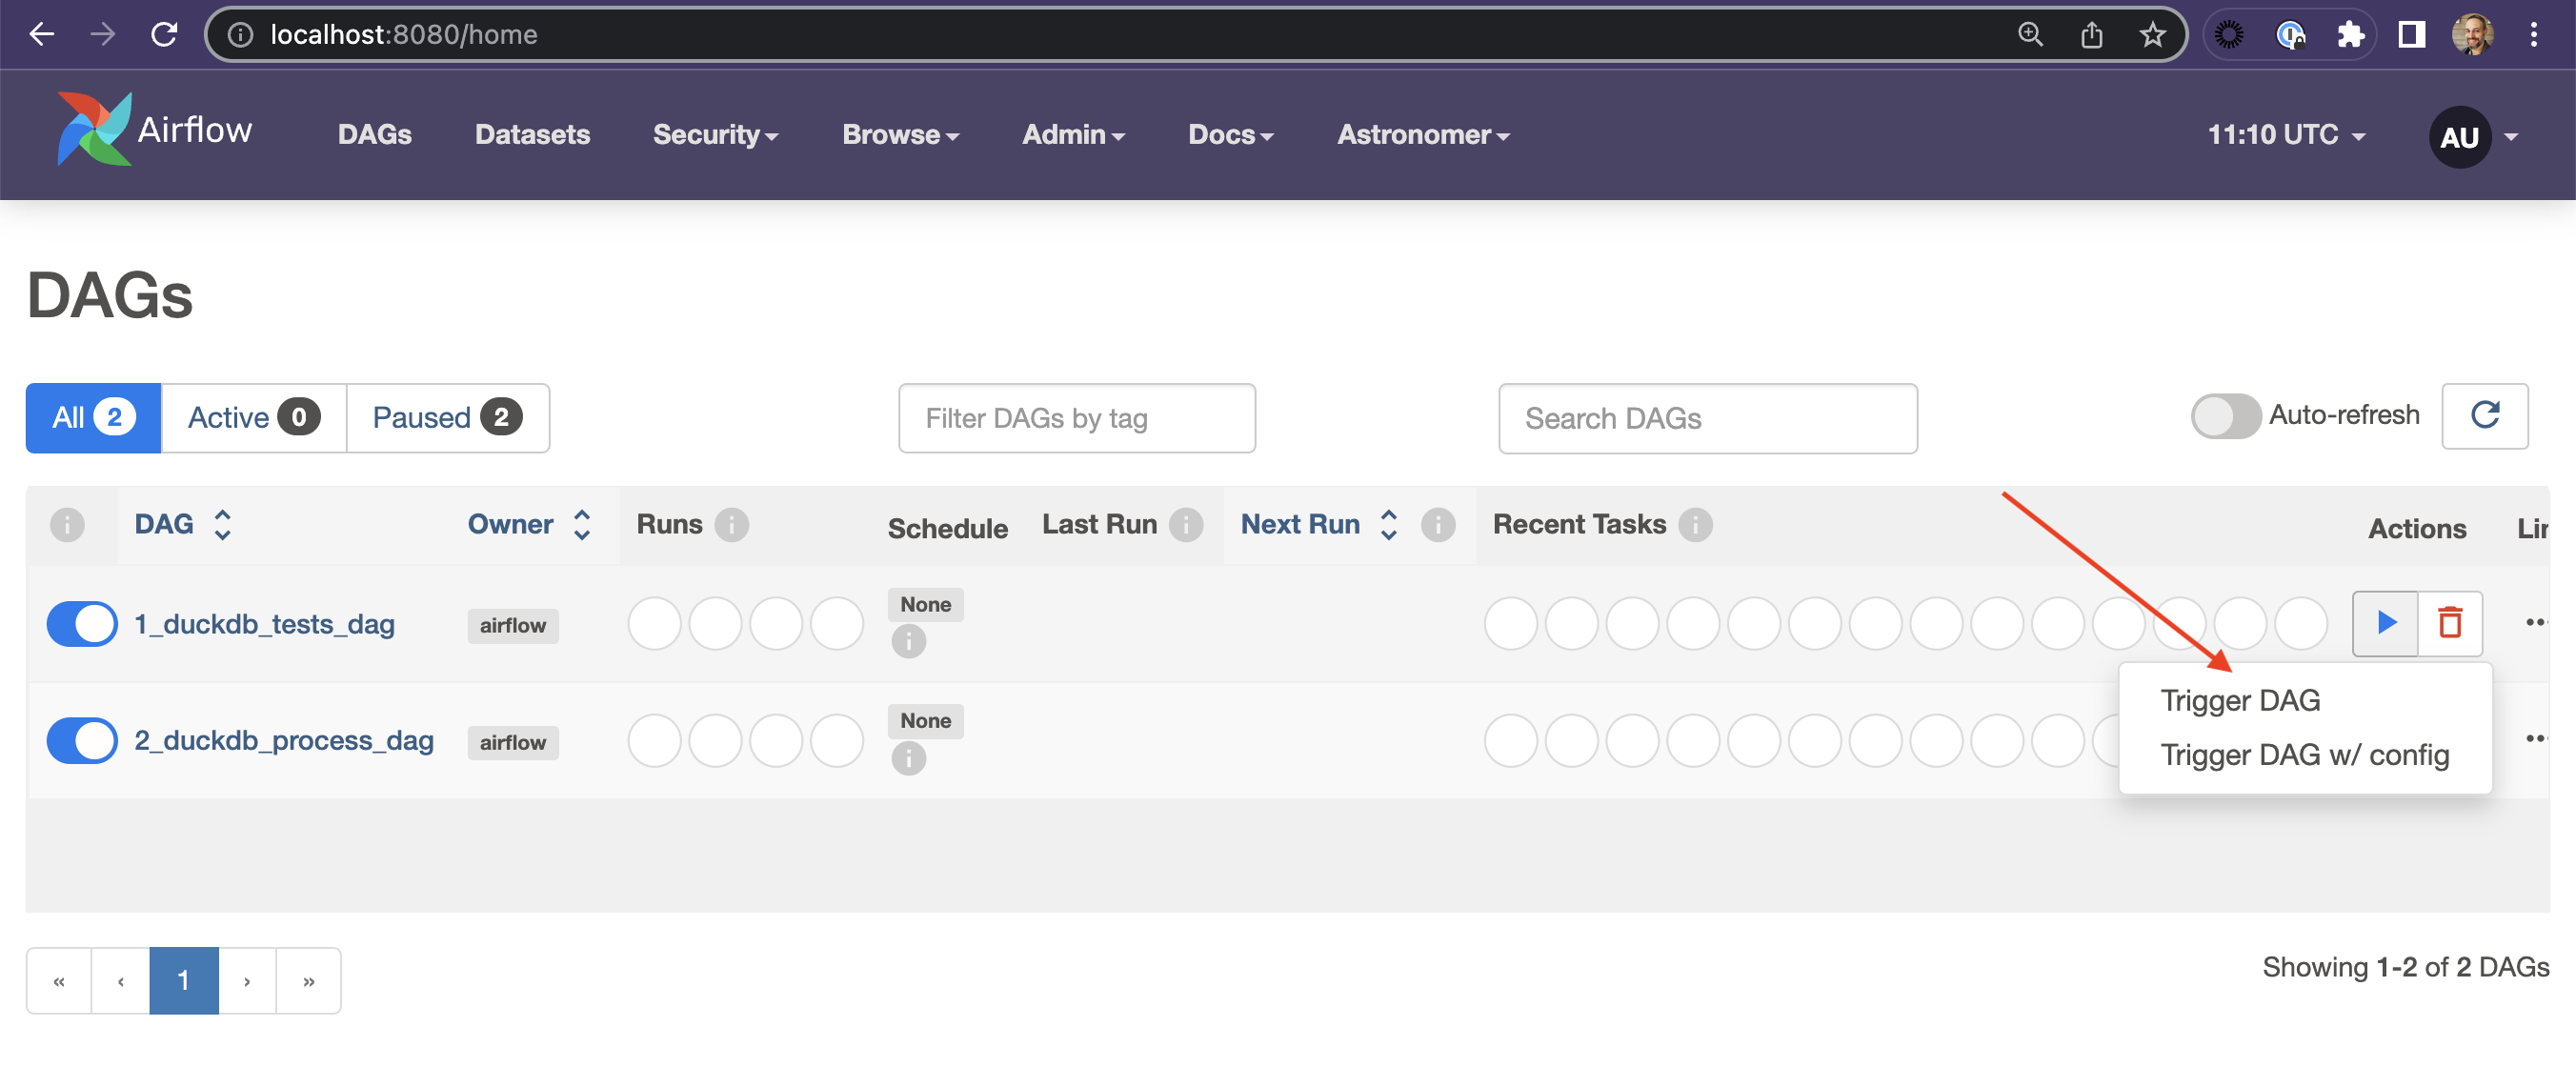 localhost:8080/home
Airflow DAGs Datasets Security Browse Admin Docs Astronomer 11:10 UTC AU
DAGs
All 2 Active 0 Paused 2 Filter DAGs by tag Search DAGs Auto-refresh
DAG Owner Runs Schedule Last Run Next Run Recent Tasks Actions
1_duckdb_tests_dag airflow None
Trigger DAG
2_duckdb_process_dag airflow None
Trigger DAG w/ config
« ‹ 1 › »
Showing 1-2 of 2 DAGs